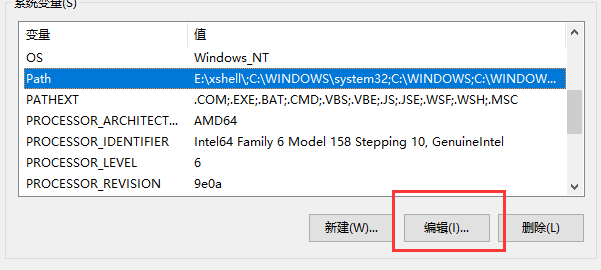 系统变量(S)
变量 值
OS Windows_NT
Path E:\xshell\;C:\WINDOWS\system32;C:\WINDOWS;C:\WINDOW...
PATHEXT .COM;.EXE;.BAT;.CMD;.VBS;.VBE;.JS;.JSE;.WSF;.WSH;.MSC
PROCESSOR_ARCHITECT... AMD64
PROCESSOR_IDENTIFIER Intel64 Family 6 Model 158 Stepping 10, GenuineIntel
PROCESSOR_LEVEL 6
PROCESSOR_REVISION 9e0a
新建(W)... 编辑(I)... 删除(L)